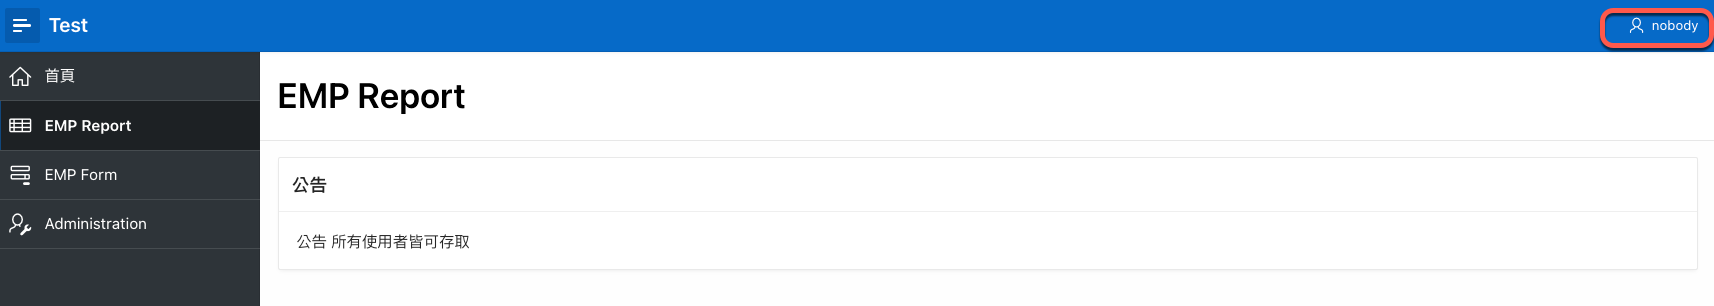 Test
nobody
首頁
EMP Report
EMP Form
Administration
EMP Report
公告
公告 所有使用者皆可存取